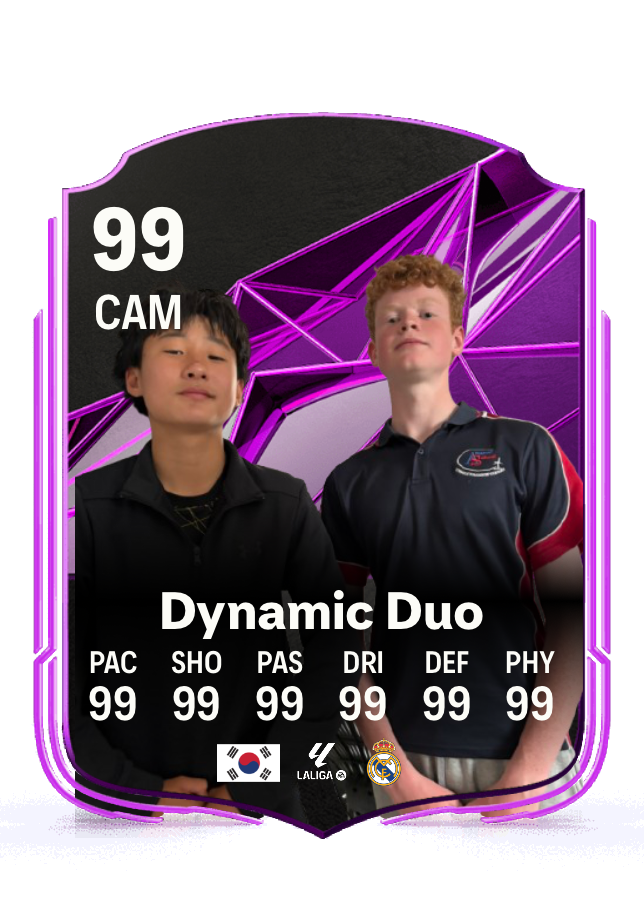 99
CAM
Dynamic Duo
PAC SHO PAS DRI DEF PHY
99 99 99 99 99 99
LALIGA